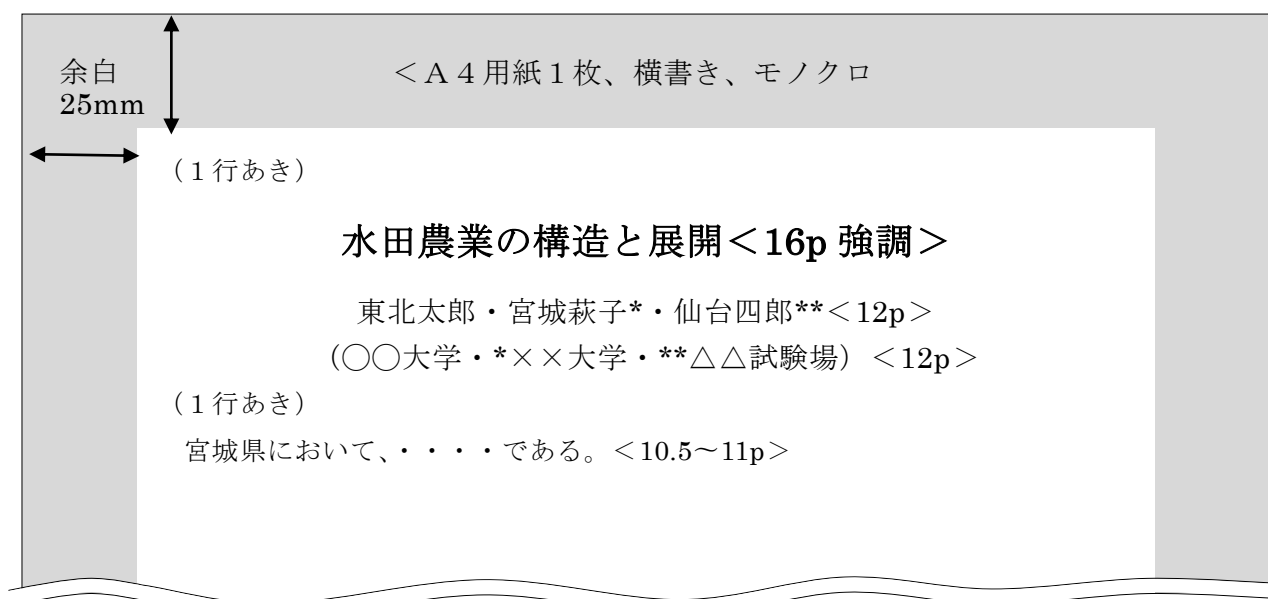 余白
25mm
＜Ａ４用紙１枚、横書き、モノクロ
（１行あき）
水田農業の構造と展開＜16p 強調＞
東北太郎・宮城萩子*・仙台四郎**＜12p＞
（○○大学・*××大学・**△△試験場）＜12p＞
（１行あき）
宮城県において、・・・・である。＜10.5～11p＞